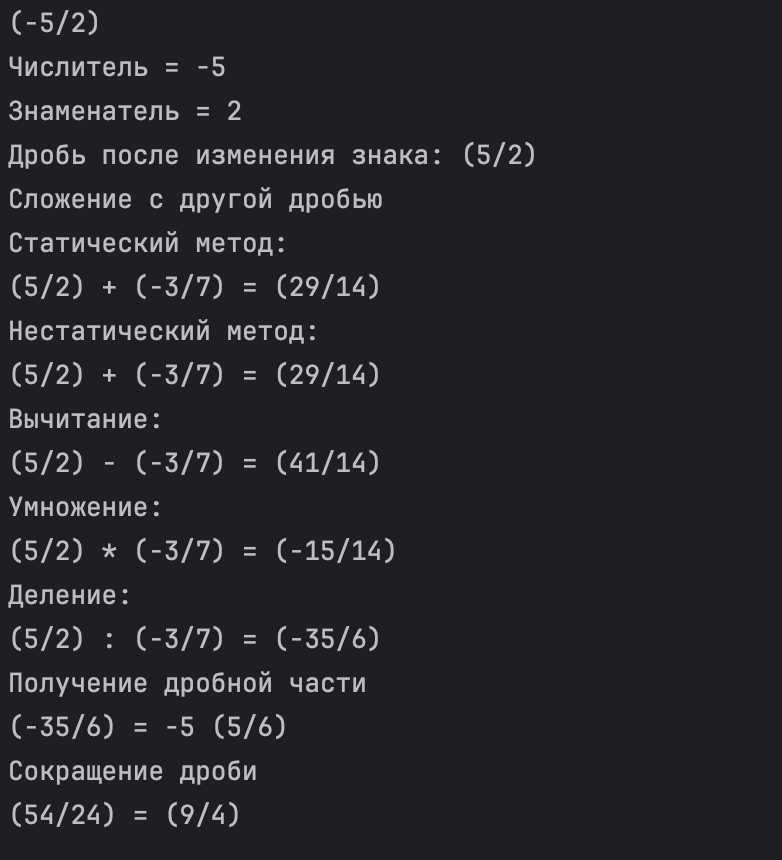 (-5/2)
Числитель = -5
Знаменатель = 2
Дробь после изменения знака: (5/2)
Сложение с другой дробью
Статический метод:
(5/2) + (-3/7) = (29/14)
Нестатический метод:
(5/2) + (-3/7) = (29/14)
Вычитание:
(5/2) - (-3/7) = (41/14)
Умножение:
(5/2) * (-3/7) = (-15/14)
Деление:
(5/2) : (-3/7) = (-35/6)
Получение дробной части
(-35/6) = -5 (5/6)
Сокращение дроби
(54/24) = (9/4)